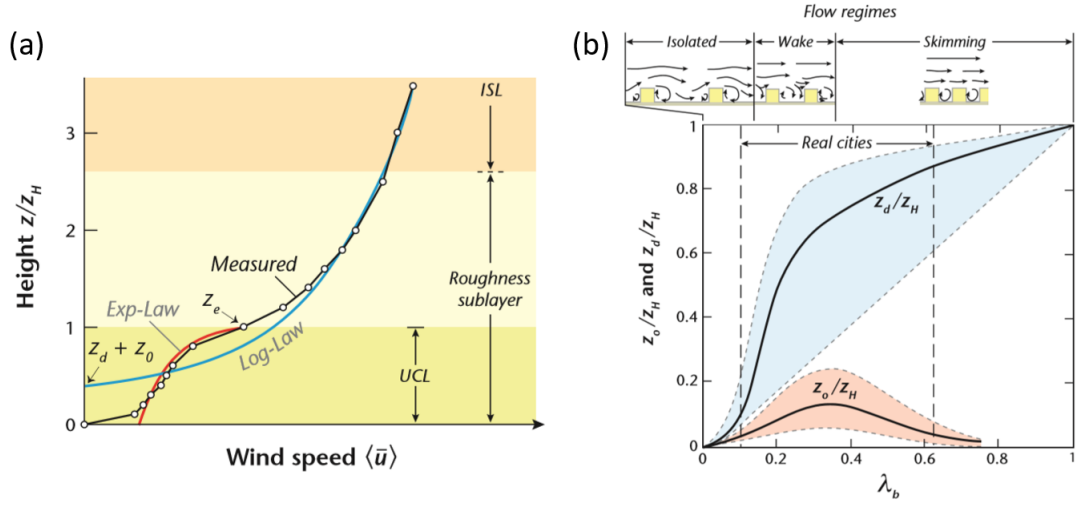 (a)
ISL
3
2
1
0
Height z/z_H
Measured
Roughness
sublayer
Exp-Law
z_e
Log-Law
z_d + z_0
UCL
Wind speed ⟨ū⟩
(b)
Flow regimes
Isolated
Wake
Skimming
1
Real cities
0.8
0.6
0.4
0.2
0
z_o/z_H and z_d/z_H
z_d/z_H
z_o/z_H
0
0.2
0.4
0.6
0.8
1
λ_b